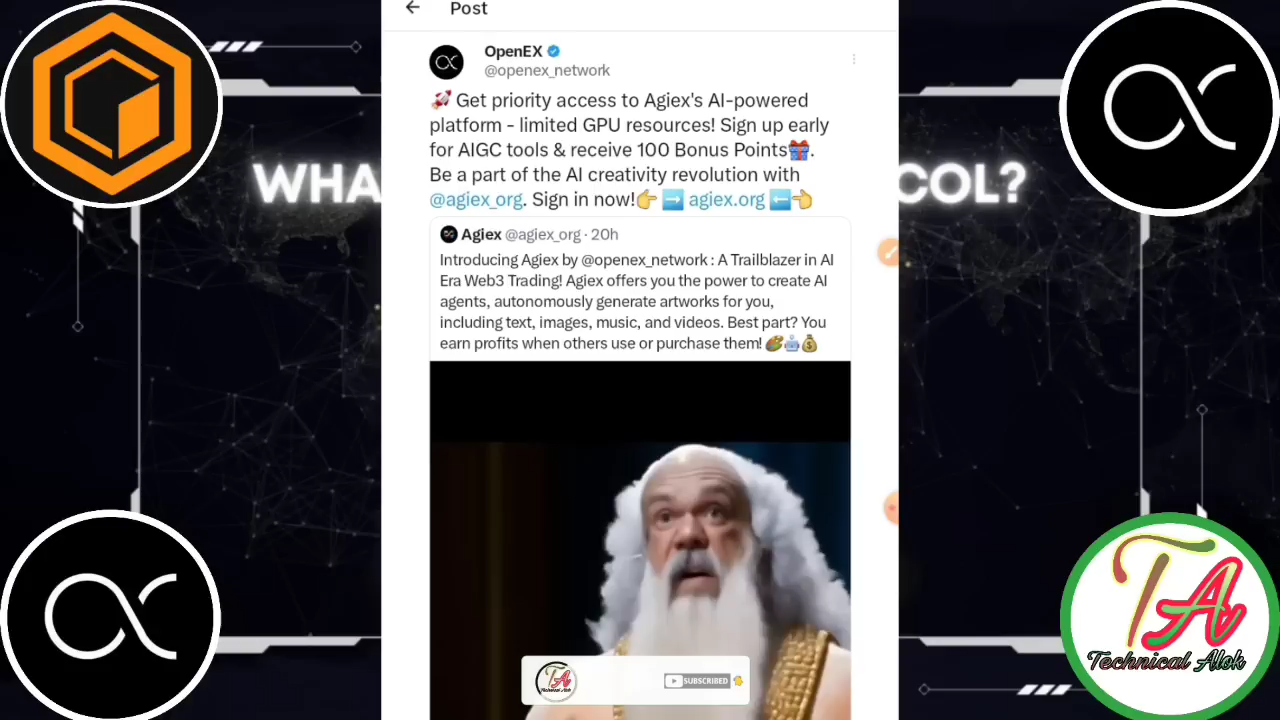 Post
OpenEX
@openex_network
🚀 Get priority access to Agiex's AI-powered
platform - limited GPU resources! Sign up early
for AIGC tools & receive 100 Bonus Points🎁.
Be a part of the AI creativity revolution with
@agiex_org. Sign in now!👉 ➡️ agiex.org ⬅️👈
Agiex @agiex_org · 20h
Introducing Agiex by @openex_network : A Trailblazer in AI
Era Web3 Trading! Agiex offers you the power to create AI
agents, autonomously generate artworks for you,
including text, images, music, and videos. Best part? You
earn profits when others use or purchase them! 🎨🤖💰
WHA
COL?
TA
Technical Alok
TA
Technical Alok
SUBSCRIBED